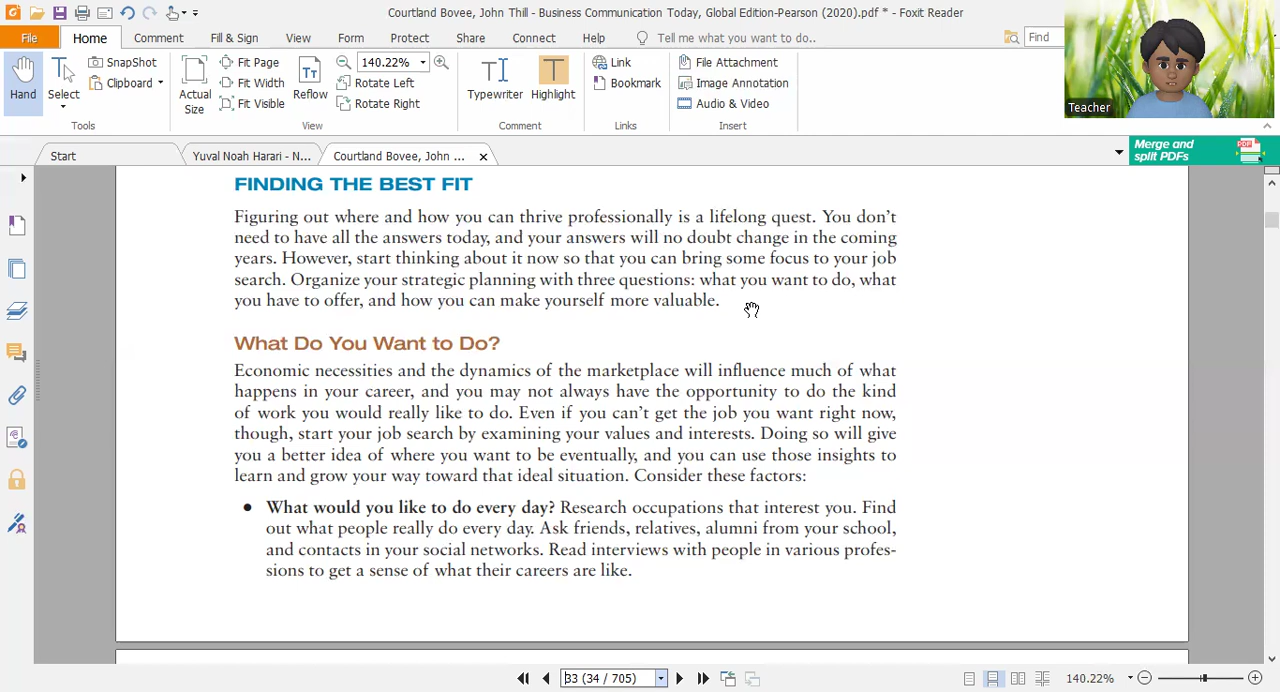 Courtland Bovee, John Thill - Business Communication Today, Global Edition-Pearson (2020).pdf * - Foxit Reader
File Home Comment Fill & Sign View Form Protect Share Connect Help Tell me what you want to do.. Find
Hand
Select
SnapShot
Clipboard
Tools
Actual Size
Fit Page
Fit Width
Fit Visible
Reflow
140.22%
Rotate Left
Rotate Right
View
Typewriter
Highlight
Comment
Link
Bookmark
Links
File Attachment
Image Annotation
Audio & Video
Insert
Teacher
Start
Yuval Noah Harari - N...
Courtland Bovee, John ...
Merge and
split PDFs
PDF
FINDING THE BEST FIT
Figuring out where and how you can thrive professionally is a lifelong quest. You don't
need to have all the answers today, and your answers will no doubt change in the coming
years. However, start thinking about it now so that you can bring some focus to your job
search. Organize your strategic planning with three questions: what you want to do, what
you have to offer, and how you can make yourself more valuable.
What Do You Want to Do?
Economic necessities and the dynamics of the marketplace will influence much of what
happens in your career, and you may not always have the opportunity to do the kind
of work you would really like to do. Even if you can't get the job you want right now,
though, start your job search by examining your values and interests. Doing so will give
you a better idea of where you want to be eventually, and you can use those insights to
learn and grow your way toward that ideal situation. Consider these factors:
● What would you like to do every day? Research occupations that interest you. Find
out what people really do every day. Ask friends, relatives, alumni from your school,
and contacts in your social networks. Read interviews with people in various profes-
sions to get a sense of what their careers are like.
33 (34 / 705)
140.22%